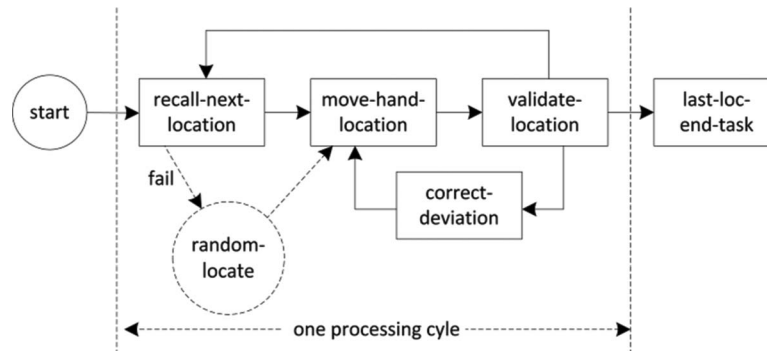 start
recall-next-
location
move-hand-
location
validate-
location
last-loc-
end-task
fail
correct-
deviation
random-
locate
one processing cyle